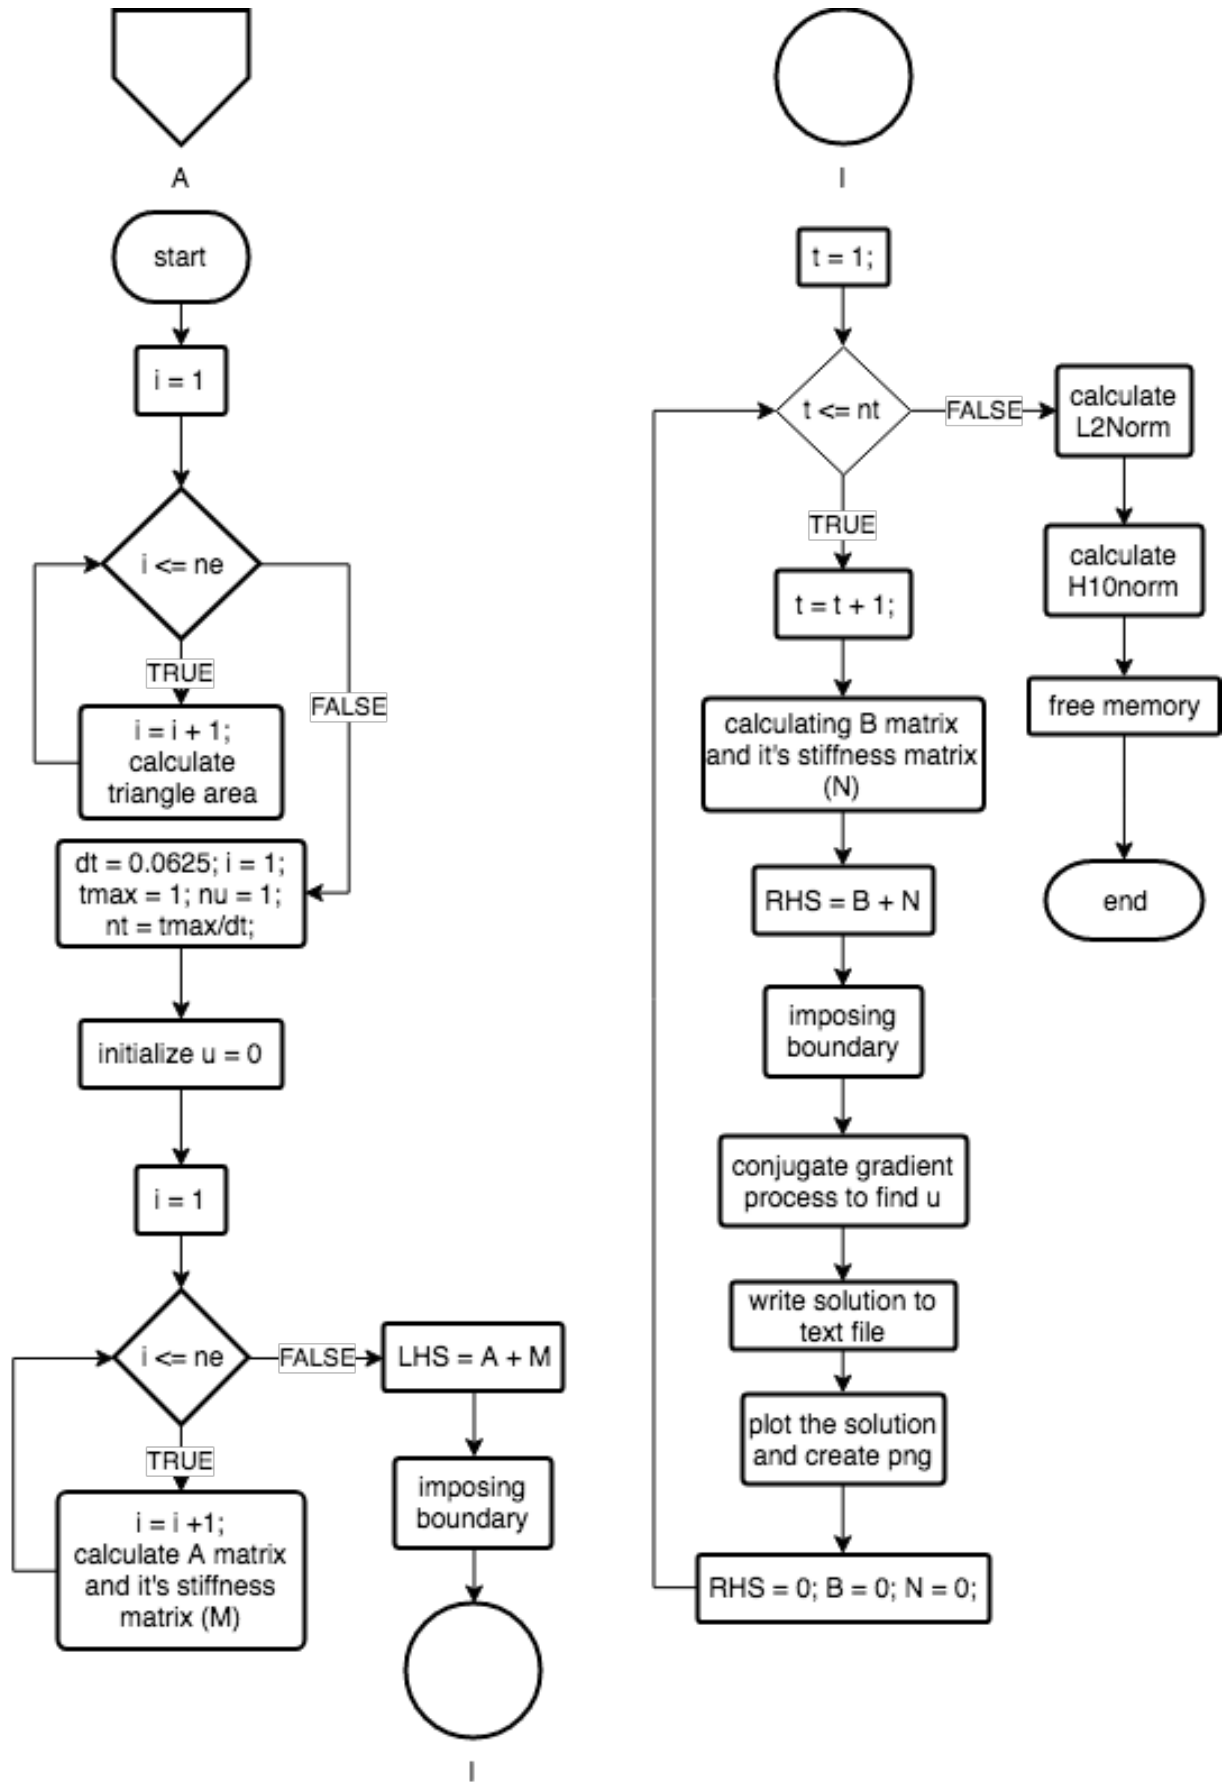 A
start
i = 1
i <= ne
TRUE
FALSE
i = i + 1;
calculate
triangle area
dt = 0.0625; i = 1;
tmax = 1; nu = 1;
nt = tmax/dt;
initialize u = 0
i = 1
i <= ne
FALSE
LHS = A + M
TRUE
i = i +1;
calculate A matrix
and it's stiffness
matrix (M)
imposing
boundary
I
I
t = 1;
t <= nt
FALSE
calculate
L2Norm
calculate
H10norm
free memory
end
TRUE
t = t + 1;
calculating B matrix
and it's stiffness matrix
(N)
RHS = B + N
imposing
boundary
conjugate gradient
process to find u
write solution to
text file
plot the solution
and create png
RHS = 0; B = 0; N = 0;